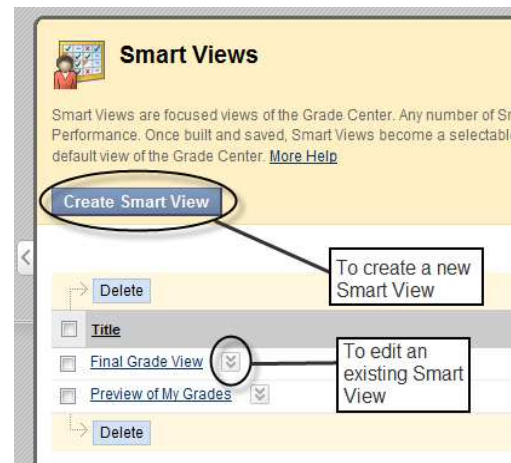 Smart Views
Smart Views are focused views of the Grade Center. Any number of
Performance. Once built and saved, Smart Views become a
default view of the Grade Center. More Help
Create Smart View
To create a new
Smart View
Delete
Title
To edit an
existing Smart
View
Final Grade View
Preview of My Grades
Delete